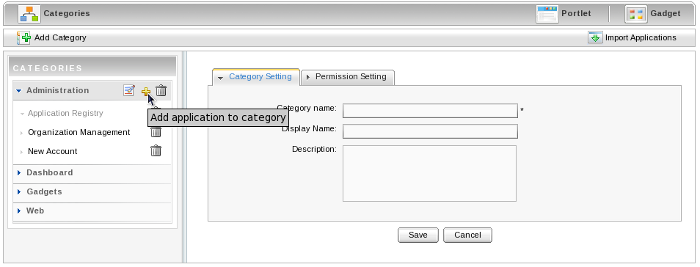 Categories
Portlet
Gadget
Add Category
Import Applications
CATEGORIES
Administration
Application Registry
Organization Management
New Account
Dashboard
Gadgets
Web
Add application to category
Category Setting
Permission Setting
Category name: *
Display Name:
Description:
Save
Cancel